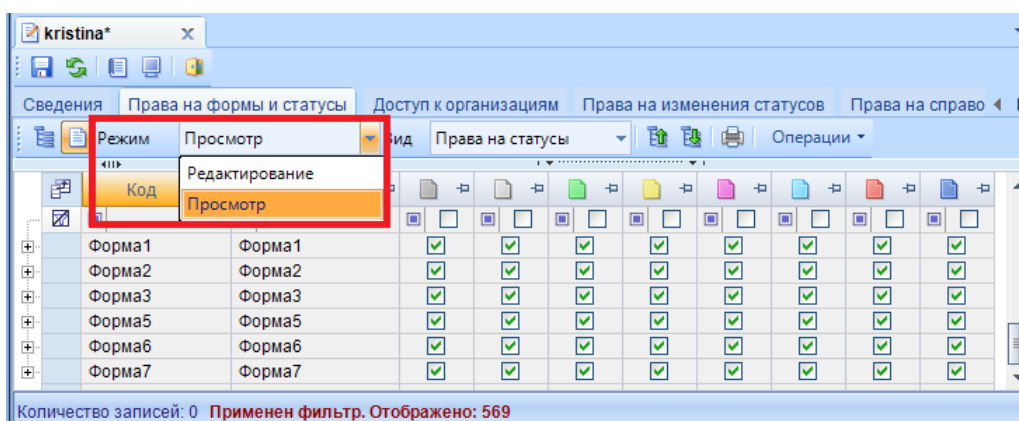 kristina*
Сведения Права на формы и статусы Доступ к организациям Права на изменения статусов Права на справо
Режим Просмотр Вид Права на статусы Операции
Редактирование
Код
Просмотр
Форма1 Форма1
Форма2 Форма2
Форма3 Форма3
Форма5 Форма5
Форма6 Форма6
Форма7 Форма7
Количество записей: 0 Применен фильтр. Отображено: 569